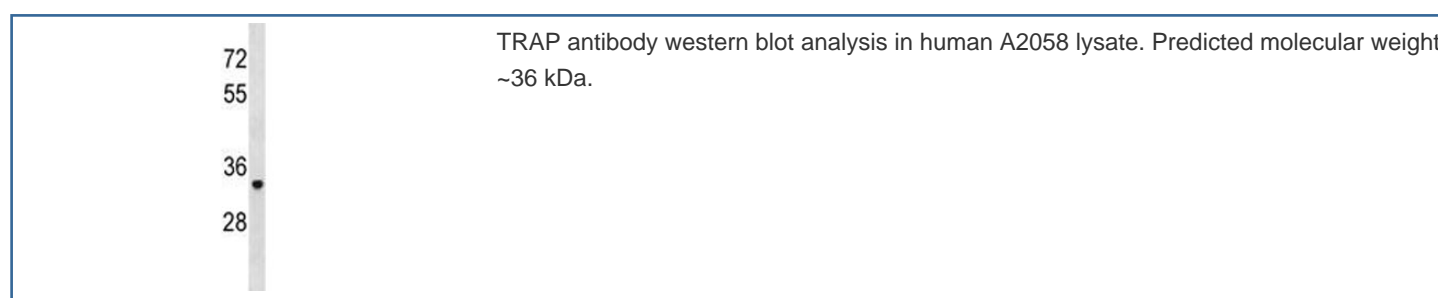 TRAP antibody western blot analysis in human A2058 lysate. Predicted molecular weight
~36 kDa.
72
55
36
28